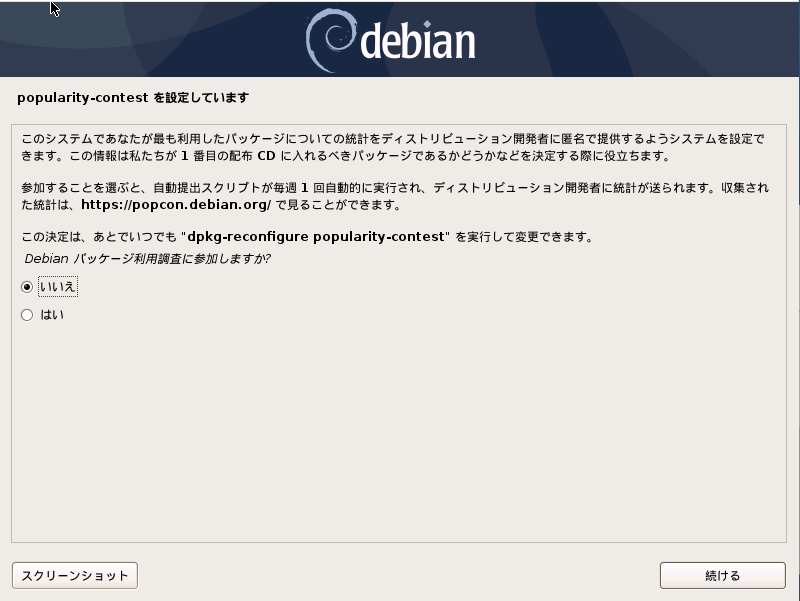 debian
popularity-contest を設定しています
このシステムであなたが最も利用したパッケージについての統計をディストリビューション開発者に匿名で提供するようシステムを設定で
きます。この情報は私たちが 1 番目の配布 CD に入れるべきパッケージであるかどうかなどを決定する際に役立ちます。
参加することを選ぶと、自動提出スクリプトが毎週 1 回自動的に実行され、ディストリビューション開発者に統計が送られます。収集され
た統計は、https://popcon.debian.org/ で見ることができます。
この決定は、あとでいつでも "dpkg-reconfigure popularity-contest" を実行して変更できます。
Debian パッケージ利用調査に参加しますか?
いいえ
はい
スクリーンショット
続ける